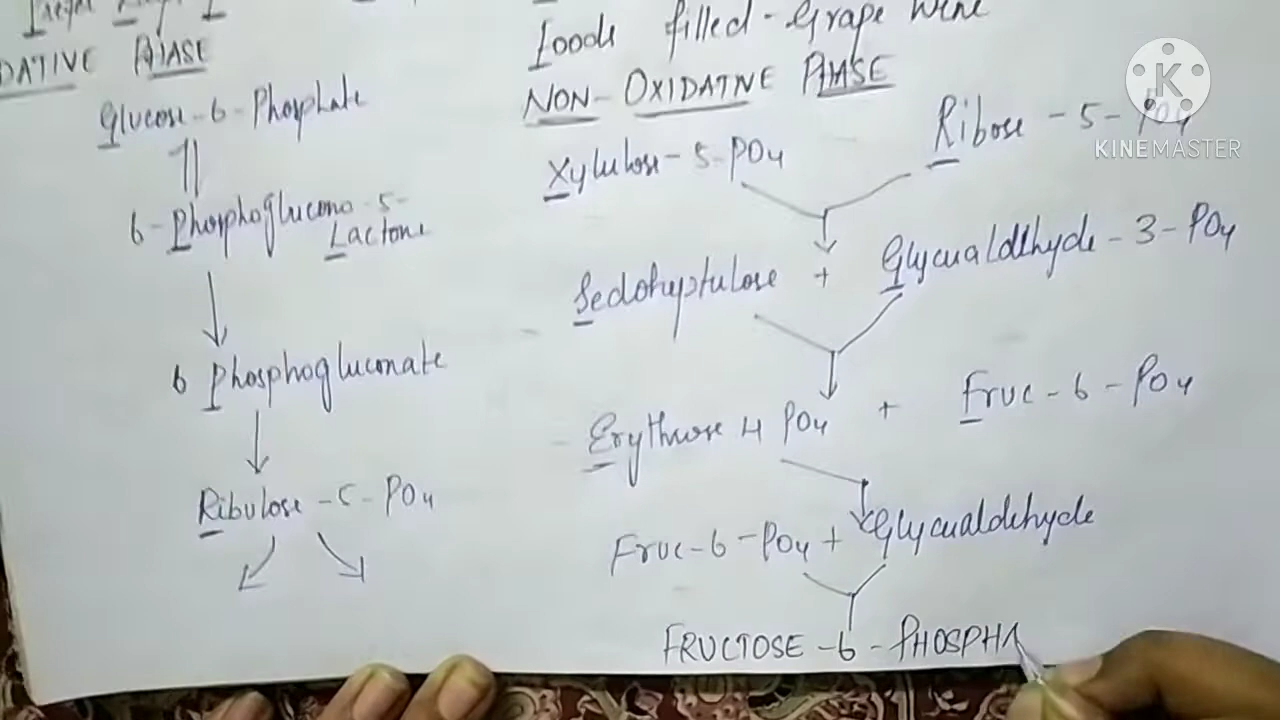 DATIVE PHASE
Glucose-6-Phosphate
6-Phosphoglucono-5-
Lactone
6 Phosphogluconate
Ribulose-5-PO4
Foods filled-Grape Wine
NON-OXIDATIVE PHASE
Xylulose-5-PO4
Ribose-5-PO4
Sedoheptulose + Glyceraldehyde-3-PO4
Erythrose 4 PO4 + Fruc-6-PO4
Fruc-6-PO4 + Glyceraldehyde
FRUCTOSE-6-PHOSPHA
KINEMASTER